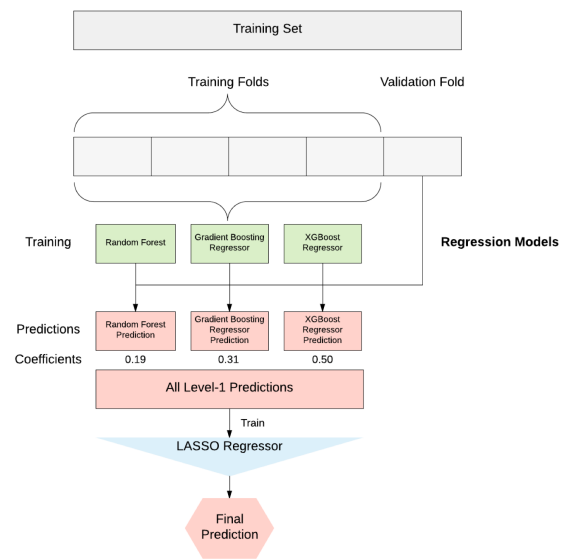 Training Set
Training Folds
Validation Fold
Training
Random Forest
Gradient Boosting
Regressor
XGBoost
Regressor
Regression Models
Predictions
Random Forest
Prediction
Gradient Boosting
Regressor
Prediction
XGBoost
Regressor
Prediction
Coefficients
0.19
0.31
0.50
All Level-1 Predictions
Train
LASSO Regressor
Final
Prediction